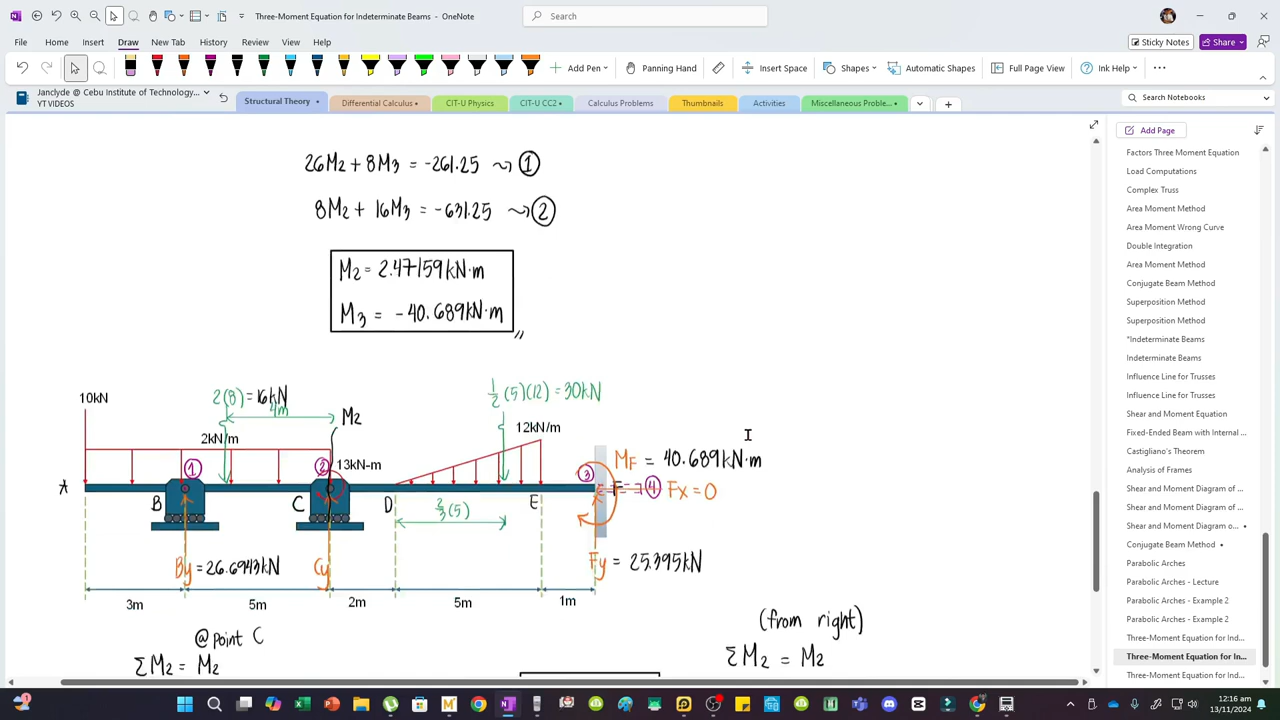 Three-Moment Equation for Indeterminate Beams - OneNote
Search
File Home Insert Draw New Tab History Review View Help
Sticky Notes Share
Add Pen Panning Hand Insert Space Shapes Automatic Shapes Full Page View Ink Help
Janclyde @ Cebu Institute of Technology...
YT VIDEOS
Structural Theory Differential Calculus CIT-U Physics CIT-U CC2 Calculus Problems Thumbnails Activities Miscellaneous Proble...
Search Notebooks
Add Page
Factors Three Moment Equation
Load Computations
Complex Truss
Area Moment Method
Area Moment Wrong Curve
Double Integration
Area Moment Method
Conjugate Beam Method
Superposition Method
Superposition Method
*Indeterminate Beams
Indeterminate Beams
Influence Line for Trusses
Influence Line for Trusses
Shear and Moment Equation
Fixed-Ended Beam with Internal ...
Castigliano's Theorem
Analysis of Frames
Shear and Moment Diagram of ...
Shear and Moment Diagram of ...
Shear and Moment Diagram o...
Conjugate Beam Method
Parabolic Arches
Parabolic Arches - Lecture
Parabolic Arches - Example 2
Parabolic Arches - Example 2
Three-Moment Equation for Ind...
Three-Moment Equation for In...
Three-Moment Equation for Ind...
26M2 + 8M3 = -261.25 ⤳ ①
8M2 + 16M3 = -631.25 ⤳ ②
M2 = 2.47159kN·m
M3 = -40.689kN·m
10kN
2(8) = 16kN
4m
M2
1/2 (5)(12) = 30kN
2kN/m
12kN/m
① ② 13kN-m ③
MF = 40.689kN·m
A B C D E F ④ Fx = 0
2/3 (5)
By = 26.6943kN
Cy
Fy = 25.395kN
3m 5m 2m 5m 1m
@ point C
ΣM2 = M2
(from right)
ΣM2 = M2
12:16 am
13/11/2024